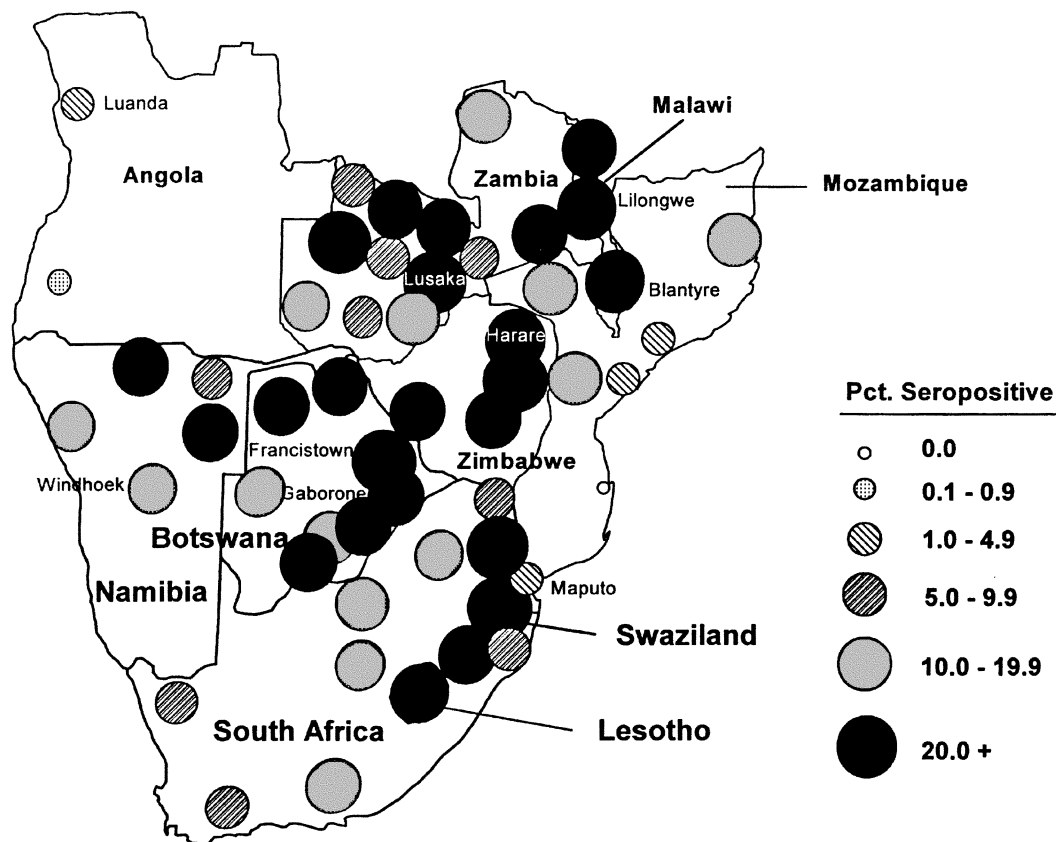 Luanda
Malawi
Angola
Zambia
Mozambique
Lilongwe
Lusaka
Blantyre
Harare
Pct. Seropositive
0.0
0.1 - 0.9
1.0 - 4.9
5.0 - 9.9
10.0 - 19.9
20.0 +
Francistown
Zimbabwe
Windhoek
Gaborone
Botswana
Namibia
Maputo
Swaziland
South Africa
Lesotho